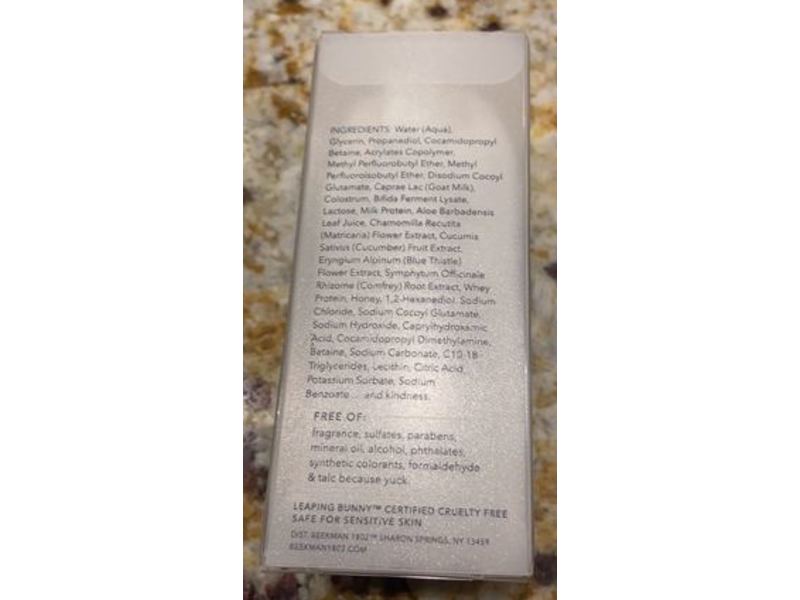 INGREDIENTS: Water (Aqua),
Glycerin, Propanediol, Cocamidopropyl
Betaine, Acrylates Copolymer,
Methyl Perfluorobutyl Ether, Methyl
Perfluoroisobutyl Ether, Disodium Cocoyl
Glutamate, Caprae Lac (Goat Milk),
Colostrum, Bifida Ferment Lysate,
Lactose, Milk Protein, Aloe Barbadensis
Leaf Juice, Chamomilla Recutita
(Matricaria) Flower Extract, Cucumis
Sativus (Cucumber) Fruit Extract,
Eryngium Alpinum (Blue Thistle)
Flower Extract, Symphytum Officinale
Rhizome (Comfrey) Root Extract, Whey
Protein, Honey, 1,2-Hexanediol, Sodium
Chloride, Sodium Cocoyl Glutamate,
Sodium Hydroxide, Caprylhydroxamic
Acid, Cocamidopropyl Dimethylamine,
Betaine, Sodium Carbonate, C10-18
Triglycerides, Lecithin, Citric Acid,
Potassium Sorbate, Sodium
Benzoate... and kindness.
FREE OF:
fragrance, sulfates, parabens,
mineral oil, alcohol, phthalates,
synthetic colorants, formaldehyde
& talc because yuck.
LEAPING BUNNY™ CERTIFIED CRUELTY FREE
SAFE FOR SENSITIVE SKIN
DIST. BEEKMAN 1802™ SHARON SPRINGS, NY 13459
BEEKMAN1802.COM